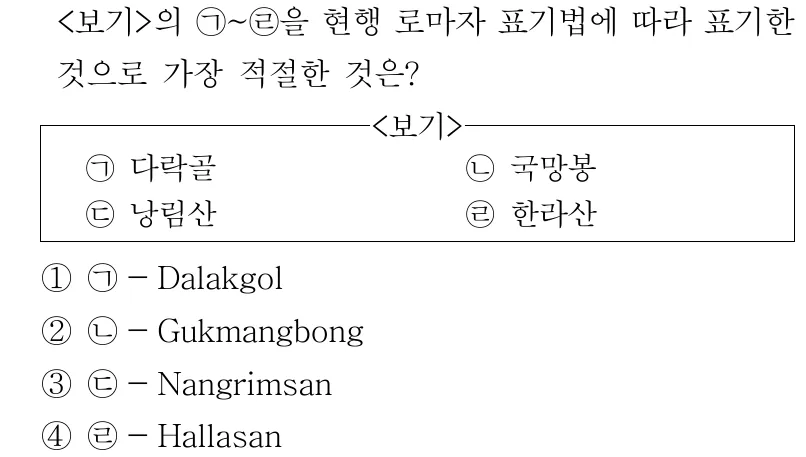 <보기>의 ㉠~㉣을 현행 로마자 표기법에 따라 표기한
것으로 가장 적절한 것은?
<보기>
㉠ 다락골 ㉡ 국망봉
㉢ 낭림산 ㉣ 한라산
① ㉠ － Dalakgol
② ㉡ － Gukmangbong
③ ㉢ － Nangrimsan
④ ㉣ － Hallasan